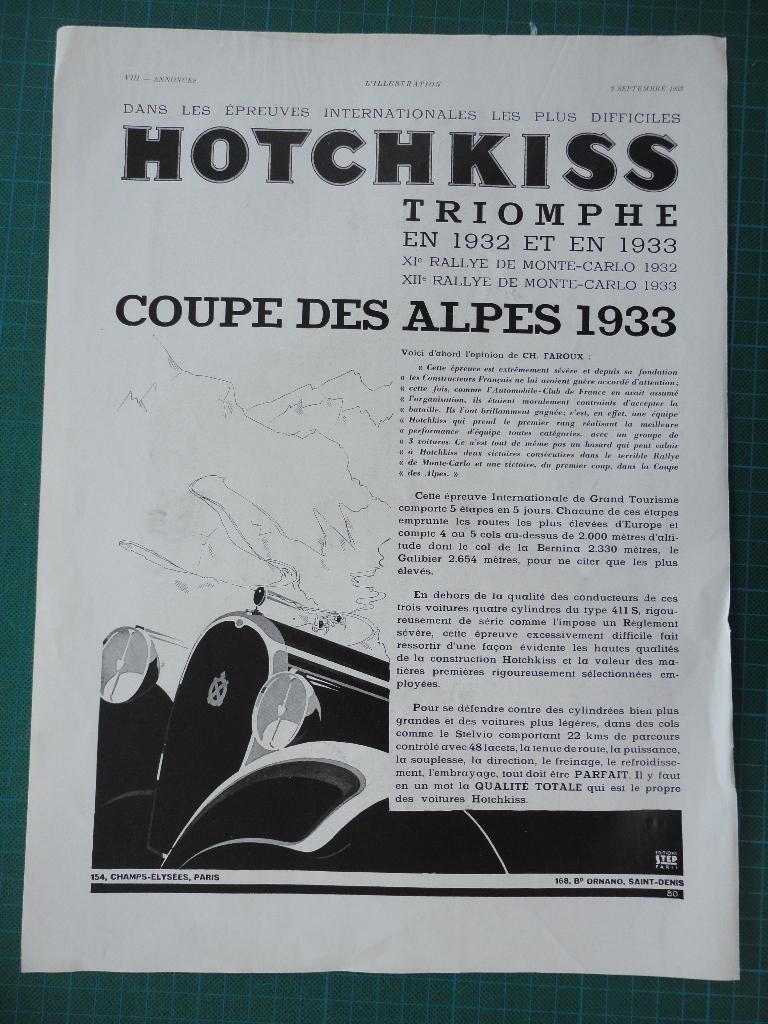 VIII — ANNONCES
L'ILLUSTRATION
2 SEPTEMBRE 1933
DANS LES ÉPREUVES INTERNATIONALES LES PLUS DIFFICILES
HOTCHKISS
TRIOMPHE
EN 1932 ET EN 1933
XIe RALLYE DE MONTE-CARLO 1932
XIIe RALLYE DE MONTE-CARLO 1933
COUPE DES ALPES 1933
Voici d'abord l'opinion de CH. FAROUX :
« Cette épreuve est extrêmement sévère et depuis sa fondation
« les Constructeurs Français ne lui avaient guère accordé d'attention;
« cette fois, comme l'Automobile-Club de France en avait assumé
« l'organisation, ils étaient moralement contraints d'accepter la
« bataille. Ils l'ont brillamment gagnée; c'est, en effet, une équipe
« Hotchkiss qui prend le premier rang réalisant la meilleure
« performance d'équipe toutes catégories, avec un groupe de
« 3 voitures. Ce n'est tout de même pas un hasard qui peut valoir
« à Hotchkiss deux victoires consécutives dans le terrible Rallye
« de Monte-Carlo et une victoire, du premier coup, dans la Coupe
« des Alpes. »
Cette épreuve Internationale de Grand Tourisme
comporte 5 étapes en 5 jours. Chacune de ces étapes
emprunte les routes les plus élevées d'Europe et
compte 4 ou 5 cols au-dessus de 2.000 mètres d'alti-
tude dont le col de la Bernina 2.330 mètres, le
Galibier 2.654 mètres, pour ne citer que les plus
élevés.
En dehors de la qualité des conducteurs de ces
trois voitures quatre cylindres du type 411 S, rigou-
reusement de série comme l'impose un Règlement
sévère, cette épreuve excessivement difficile fait
ressortir d'une façon évidente les hautes qualités
de la construction Hotchkiss et la valeur des ma-
tières premières rigoureusement sélectionnées em-
ployées.
Pour se défendre contre des cylindrées bien plus
grandes et des voitures plus légères, dans des cols
comme le Stelvio comportant 22 kms de parcours
contrôlé avec 48 lacets, la tenue de route, la puissance,
la souplesse, la direction, le freinage, le refroidisse-
ment, l'embrayage, tout doit être PARFAIT. Il y faut
en un mot la QUALITÉ TOTALE qui est le propre
des voitures Hotchkiss.
EDITIONS
STEP
PARIS
154, CHAMPS-ÉLYSÉES, PARIS
168, Bd ORNANO, SAINT-DENIS
80